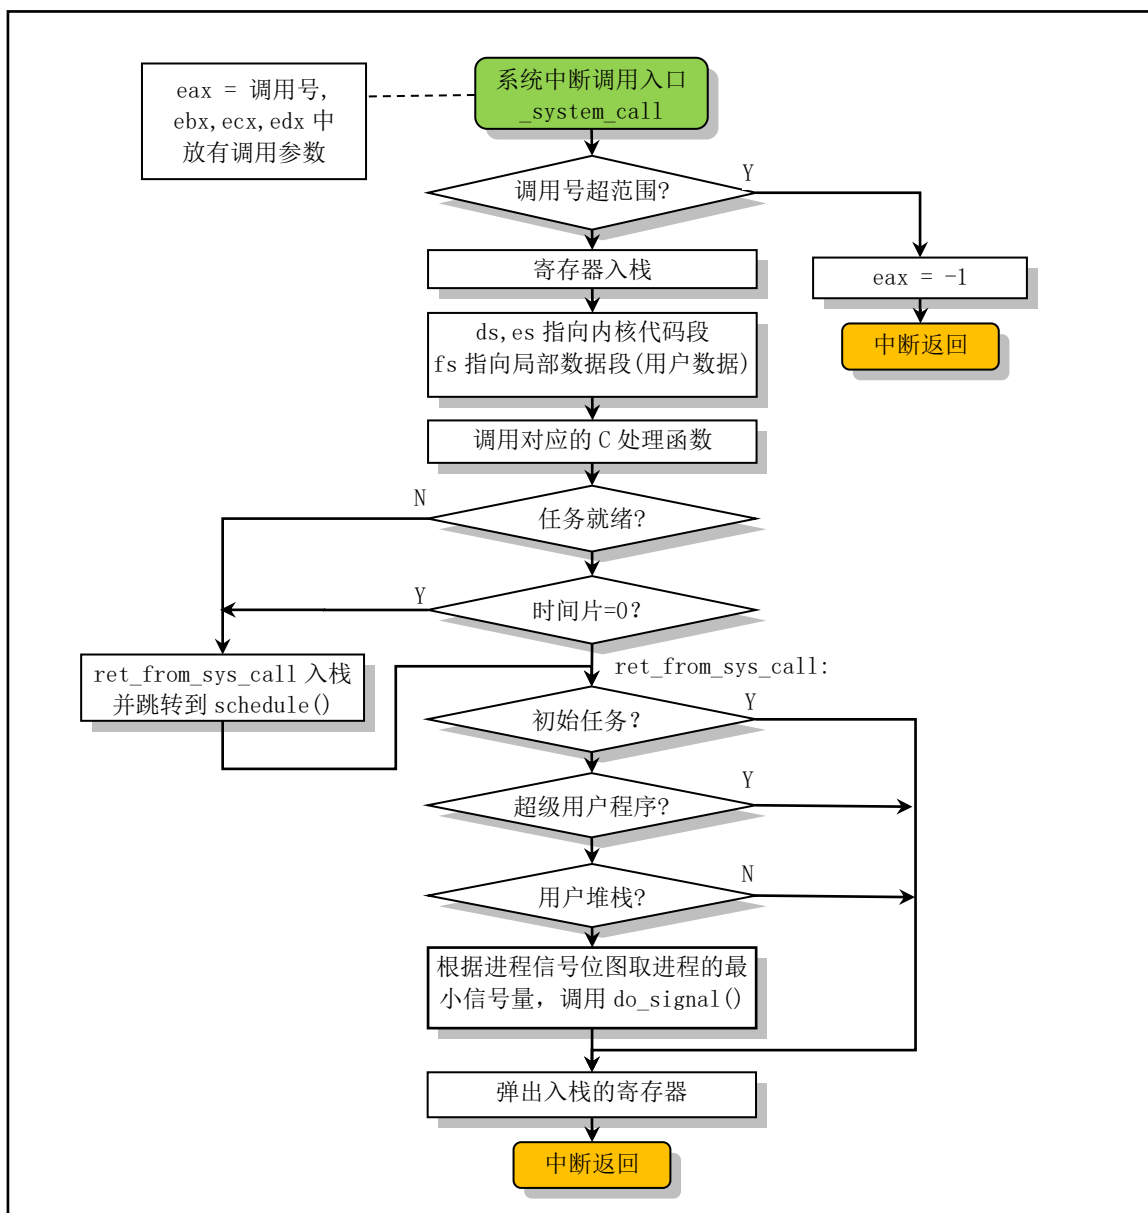 系统中断调用入口
_system_call
eax = 调用号,
ebx,ecx,edx 中
放有调用参数
调用号超范围?
Y
寄存器入栈
eax = -1
中断返回
ds,es 指向内核代码段
fs 指向局部数据段(用户数据)
调用对应的 C 处理函数
N
任务就绪?
Y
时间片=0?
ret_from_sys_call 入栈
并跳转到 schedule()
ret_from_sys_call:
初始任务?
Y
超级用户程序?
Y
用户堆栈?
N
根据进程信号位图取进程的最
小信号量，调用 do_signal()
弹出入栈的寄存器
中断返回